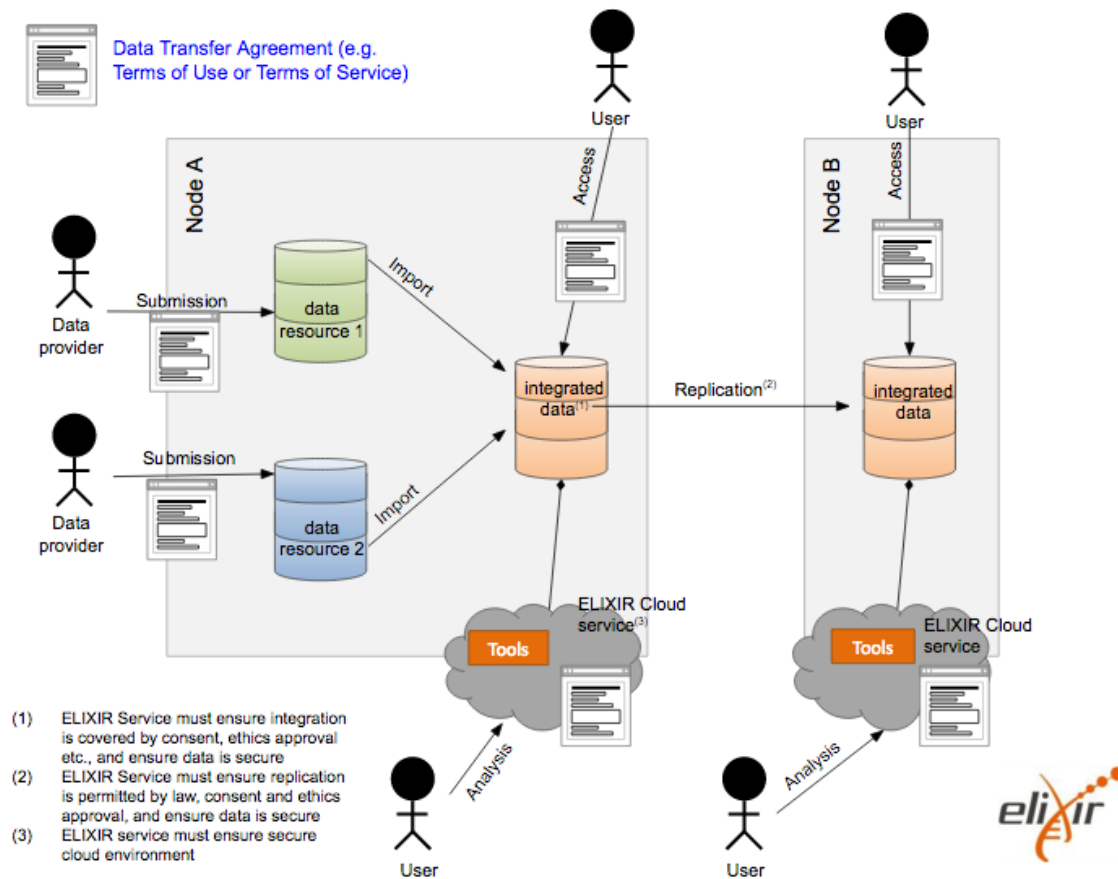 Data Transfer Agreement (e.g.
Terms of Use or Terms of Service)
User
User
Node A
Access
Node B
Access
Submission
Data
provider
data
resource 1
Import
integrated
data(1)
Replication(2)
integrated
data
Submission
Data
provider
data
resource 2
Import
ELIXIR Cloud
service(3)
Tools
ELIXIR Cloud
service
Tools
(1) ELIXIR Service must ensure integration
is covered by consent, ethics approval
etc., and ensure data is secure
(2) ELIXIR Service must ensure replication
is permitted by law, consent and ethics
approval, and ensure data is secure
(3) ELIXIR service must ensure secure
cloud environment
Analysis
User
Analysis
User
elixir